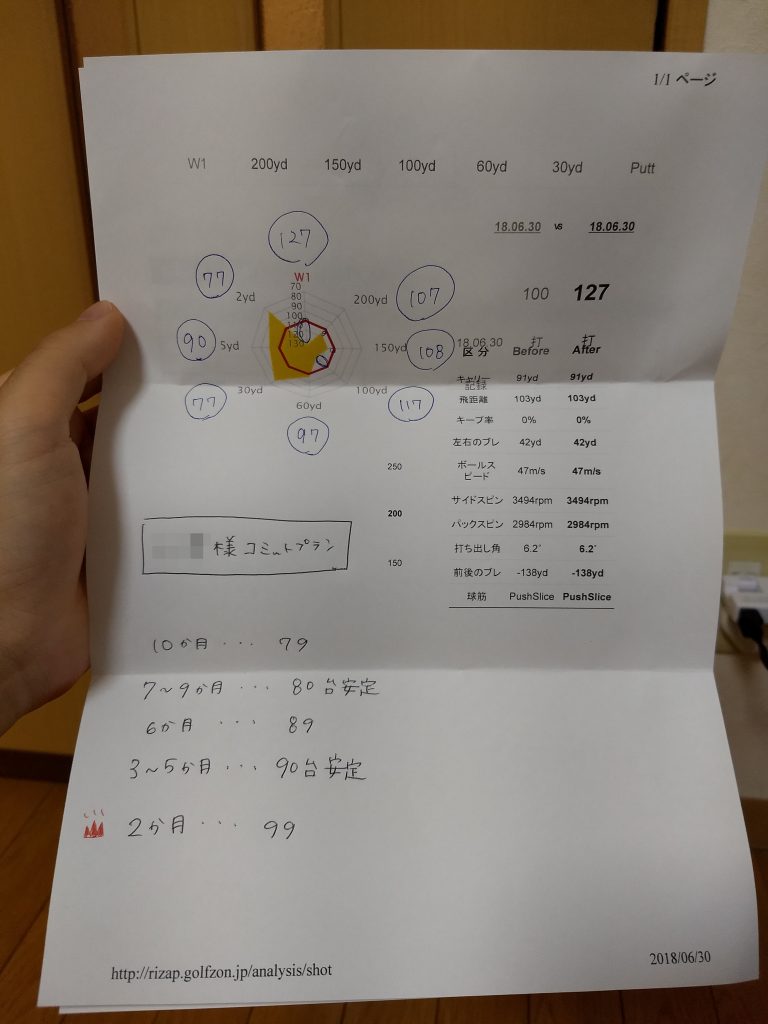 1/1 ページ
W1 200yd 150yd 100yd 60yd 30yd Putt
18.06.30 vs 18.06.30
127
77
107
W1
100 127
打 打
2yd
70
80
90
100
120
130
200yd
90
5yd
150yd
108
18.06.30
区分 Before After
30yd
100yd
77
60yd
117
97
キャリー 91yd 91yd
記録
飛距離 103yd 103yd
キープ率 0% 0%
左右のブレ 42yd 42yd
250
ボールス
ピード 47m/s 47m/s
サイドスピン 3494rpm 3494rpm
200
バックスピン 2984rpm 2984rpm
打ち出し角 6.2° 6.2°
150
前後のブレ -138yd -138yd
球筋 PushSlice PushSlice
様 コミットプラン
10か月・・・ 79
7~9か月・・・ 80台安定
6か月 ・・・ 89
3~5か月・・・ 90台安定
2か月・・・ 99
http://rizap.golfzon.jp/analysis/shot
2018/06/30